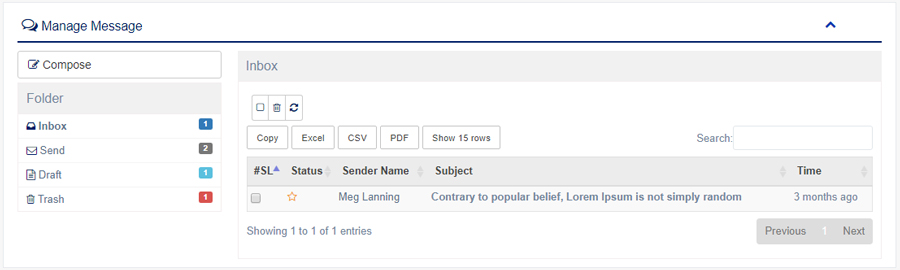 Manage Message
Compose
Folder
Inbox 1
Send 2
Draft 1
Trash 1
Inbox
Copy Excel CSV PDF Show 15 rows Search:
#SL Status Sender Name Subject Time
Meg Lanning Contrary to popular belief, Lorem Ipsum is not simply random 3 months ago
Showing 1 to 1 of 1 entries Previous 1 Next